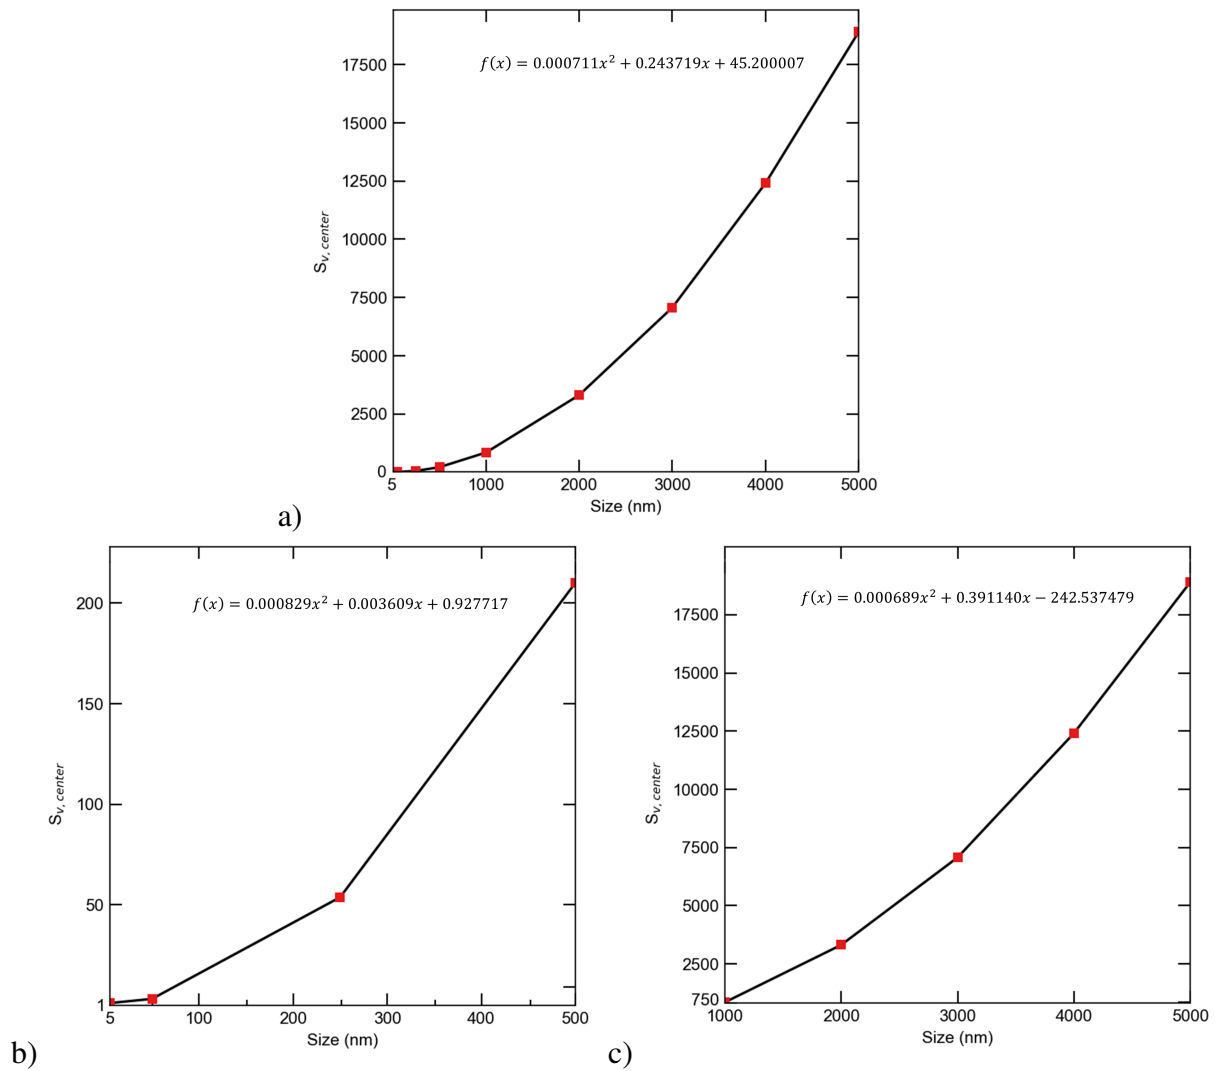 f(x) = 0.000711x² + 0.243719x + 45.200007
17500
15000
12500
10000
7500
5000
2500
0
S_v, center
5 1000 2000 3000 4000 5000
Size (nm)
a)
f(x) = 0.000829x² + 0.003609x + 0.927717
200
150
100
50
1
S_v, center
5 100 200 300 400 500
Size (nm)
b)
f(x) = 0.000689x² + 0.391140x − 242.537479
17500
15000
12500
10000
7500
5000
2500
750
S_v, center
1000 2000 3000 4000 5000
Size (nm)
c)